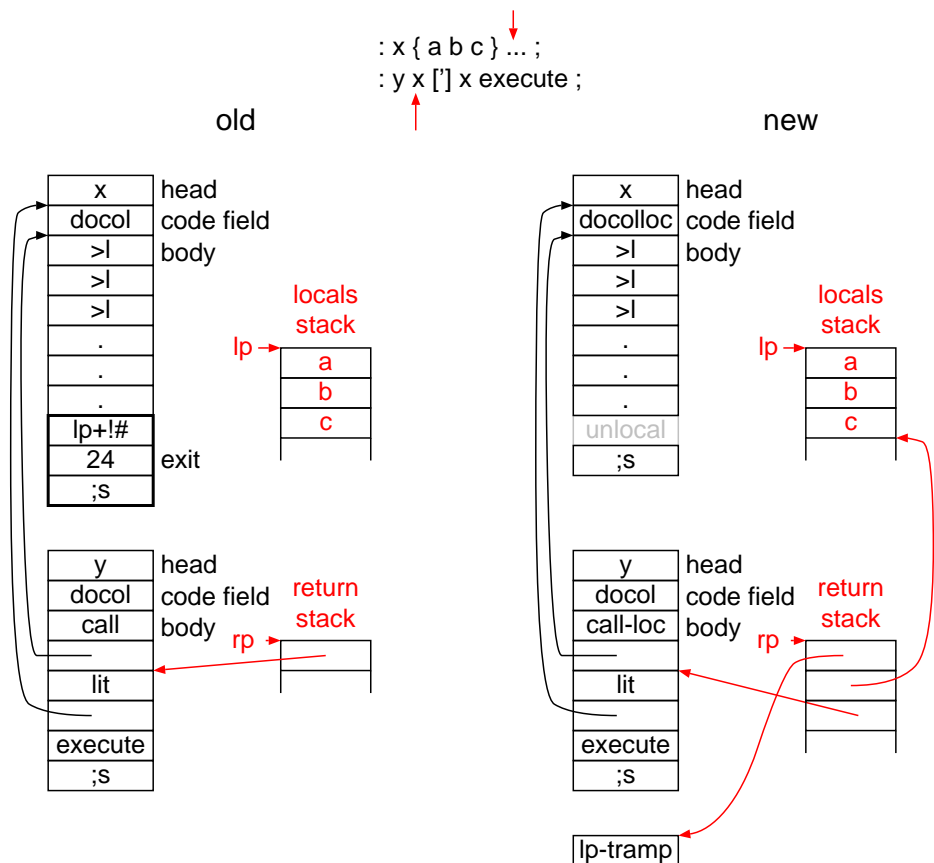 : x { a b c } ... ;
: y x ['] x execute ;
old
x head
docol code field
>l body
>l
>l
.
.
.
lp+!#
24 exit
;s
locals
stack
lp
a
b
c
y head
docol code field
call body
lit
execute
;s
return
stack
rp
new
x head
docolloc code field
>l body
>l
>l
.
.
.
unlocal
;s
locals
stack
lp
a
b
c
y head
docol code field
call-loc body
lit
execute
;s
return
stack
rp
lp-tramp